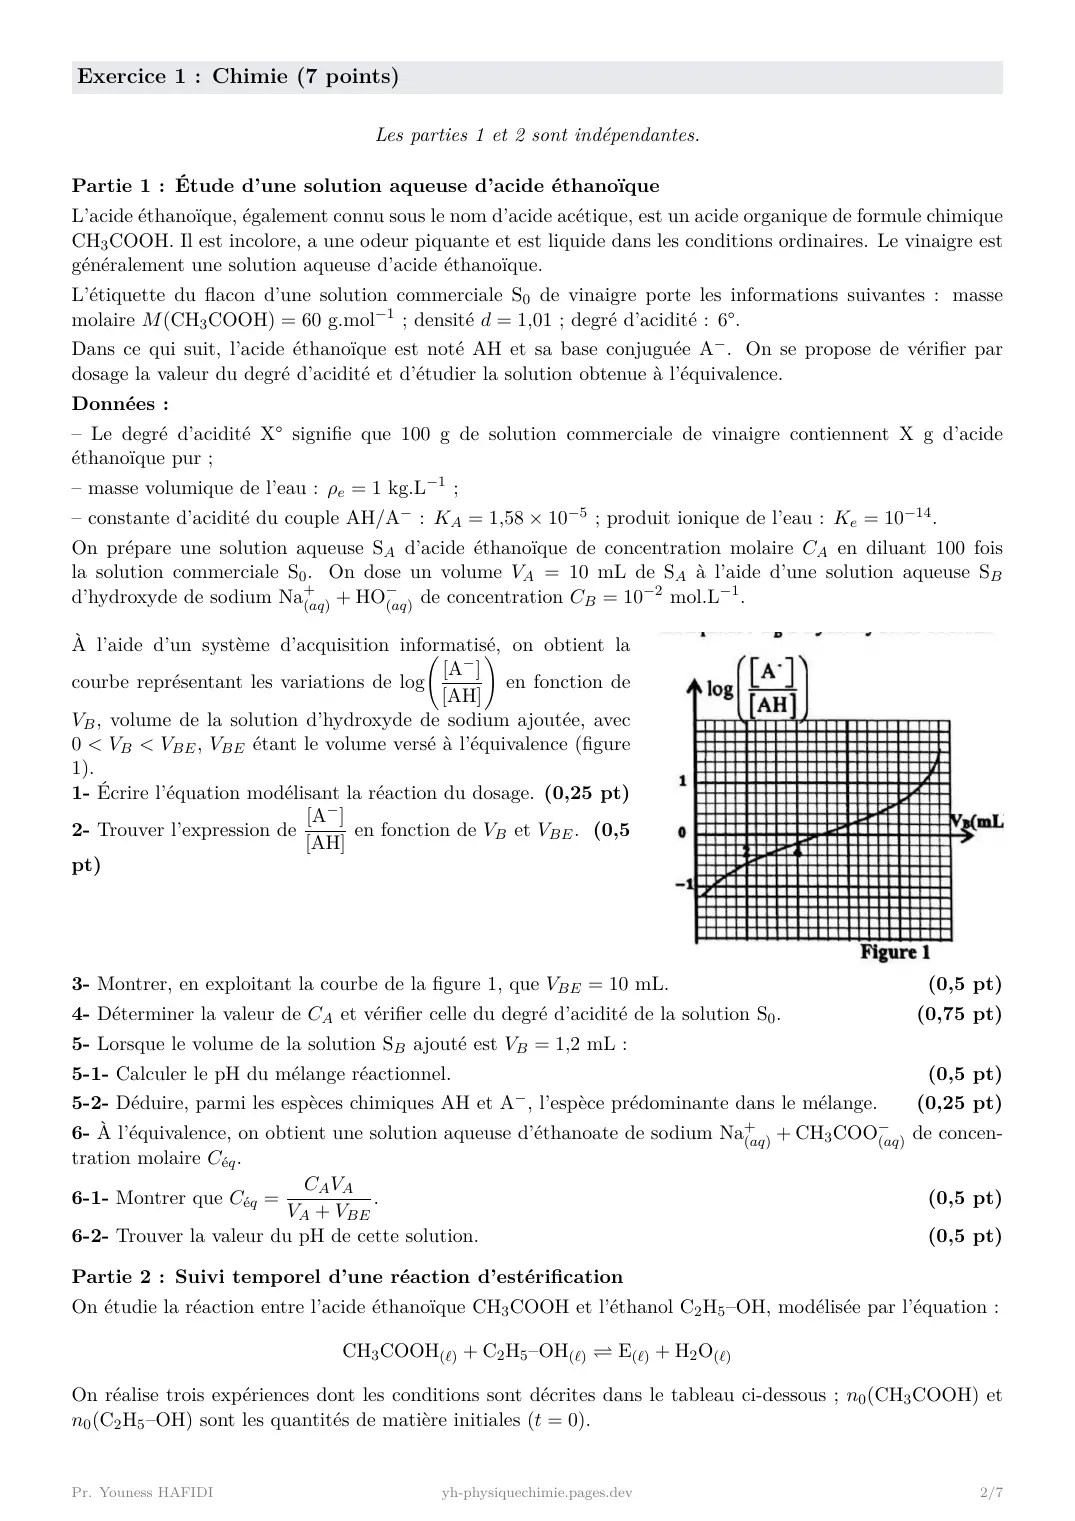 Exercice 1 : Chimie (7 points)
Les parties 1 et 2 sont indépendantes.
Partie 1 : Étude d'une solution aqueuse d'acide éthanoïque
L'acide éthanoïque, également connu sous le nom d'acide acétique, est un acide organique de formule chimique
CH₃COOH. Il est incolore, a une odeur piquante et est liquide dans les conditions ordinaires. Le vinaigre est
généralement une solution aqueuse d'acide éthanoïque.
L'étiquette du flacon d'une solution commerciale S₀ de vinaigre porte les informations suivantes : masse
molaire M(CH₃COOH) = 60 g.mol⁻¹ ; densité d = 1,01 ; degré d'acidité : 6°.
Dans ce qui suit, l'acide éthanoïque est noté AH et sa base conjuguée A⁻. On se propose de vérifier par
dosage la valeur du degré d'acidité et d'étudier la solution obtenue à l'équivalence.
Données :
– Le degré d'acidité X° signifie que 100 g de solution commerciale de vinaigre contiennent X g d'acide
éthanoïque pur ;
– masse volumique de l'eau : ρₑ = 1 kg.L⁻¹ ;
– constante d'acidité du couple AH/A⁻ : K_A = 1,58 × 10⁻⁵ ; produit ionique de l'eau : Kₑ = 10⁻¹⁴.
On prépare une solution aqueuse S_A d'acide éthanoïque de concentration molaire C_A en diluant 100 fois
la solution commerciale S₀. On dose un volume V_A = 10 mL de S_A à l'aide d'une solution aqueuse S_B
d'hydroxyde de sodium Na⁺(aq) + HO⁻(aq) de concentration C_B = 10⁻² mol.L⁻¹.
À l'aide d'un système d'acquisition informatisé, on obtient la
courbe représentant les variations de log([A⁻]/[AH]) en fonction de
V_B, volume de la solution d'hydroxyde de sodium ajoutée, avec
0 < V_B < V_BE, V_BE étant le volume versé à l'équivalence (figure
1).
1- Écrire l'équation modélisant la réaction du dosage. (0,25 pt)
2- Trouver l'expression de [A⁻]/[AH] en fonction de V_B et V_BE. (0,5
pt)
log([A⁻]/[AH])
1
0
-1
2
4
V_B(mL
Figure 1
3- Montrer, en exploitant la courbe de la figure 1, que V_BE = 10 mL. (0,5 pt)
4- Déterminer la valeur de C_A et vérifier celle du degré d'acidité de la solution S₀. (0,75 pt)
5- Lorsque le volume de la solution S_B ajouté est V_B = 1,2 mL :
5-1- Calculer le pH du mélange réactionnel. (0,5 pt)
5-2- Déduire, parmi les espèces chimiques AH et A⁻, l'espèce prédominante dans le mélange. (0,25 pt)
6- À l'équivalence, on obtient une solution aqueuse d'éthanoate de sodium Na⁺(aq) + CH₃COO⁻(aq) de concen-
tration molaire C_éq.
6-1- Montrer que C_éq = C_A V_A / (V_A + V_BE). (0,5 pt)
6-2- Trouver la valeur du pH de cette solution. (0,5 pt)
Partie 2 : Suivi temporel d'une réaction d'estérification
On étudie la réaction entre l'acide éthanoïque CH₃COOH et l'éthanol C₂H₅–OH, modélisée par l'équation :
CH₃COOH(ℓ) + C₂H₅–OH(ℓ) ⇌ E(ℓ) + H₂O(ℓ)
On réalise trois expériences dont les conditions sont décrites dans le tableau ci-dessous ; n₀(CH₃COOH) et
n₀(C₂H₅–OH) sont les quantités de matière initiales (t = 0).
Pr. Youness HAFIDI
yh-physiquechimie.pages.dev
2/7